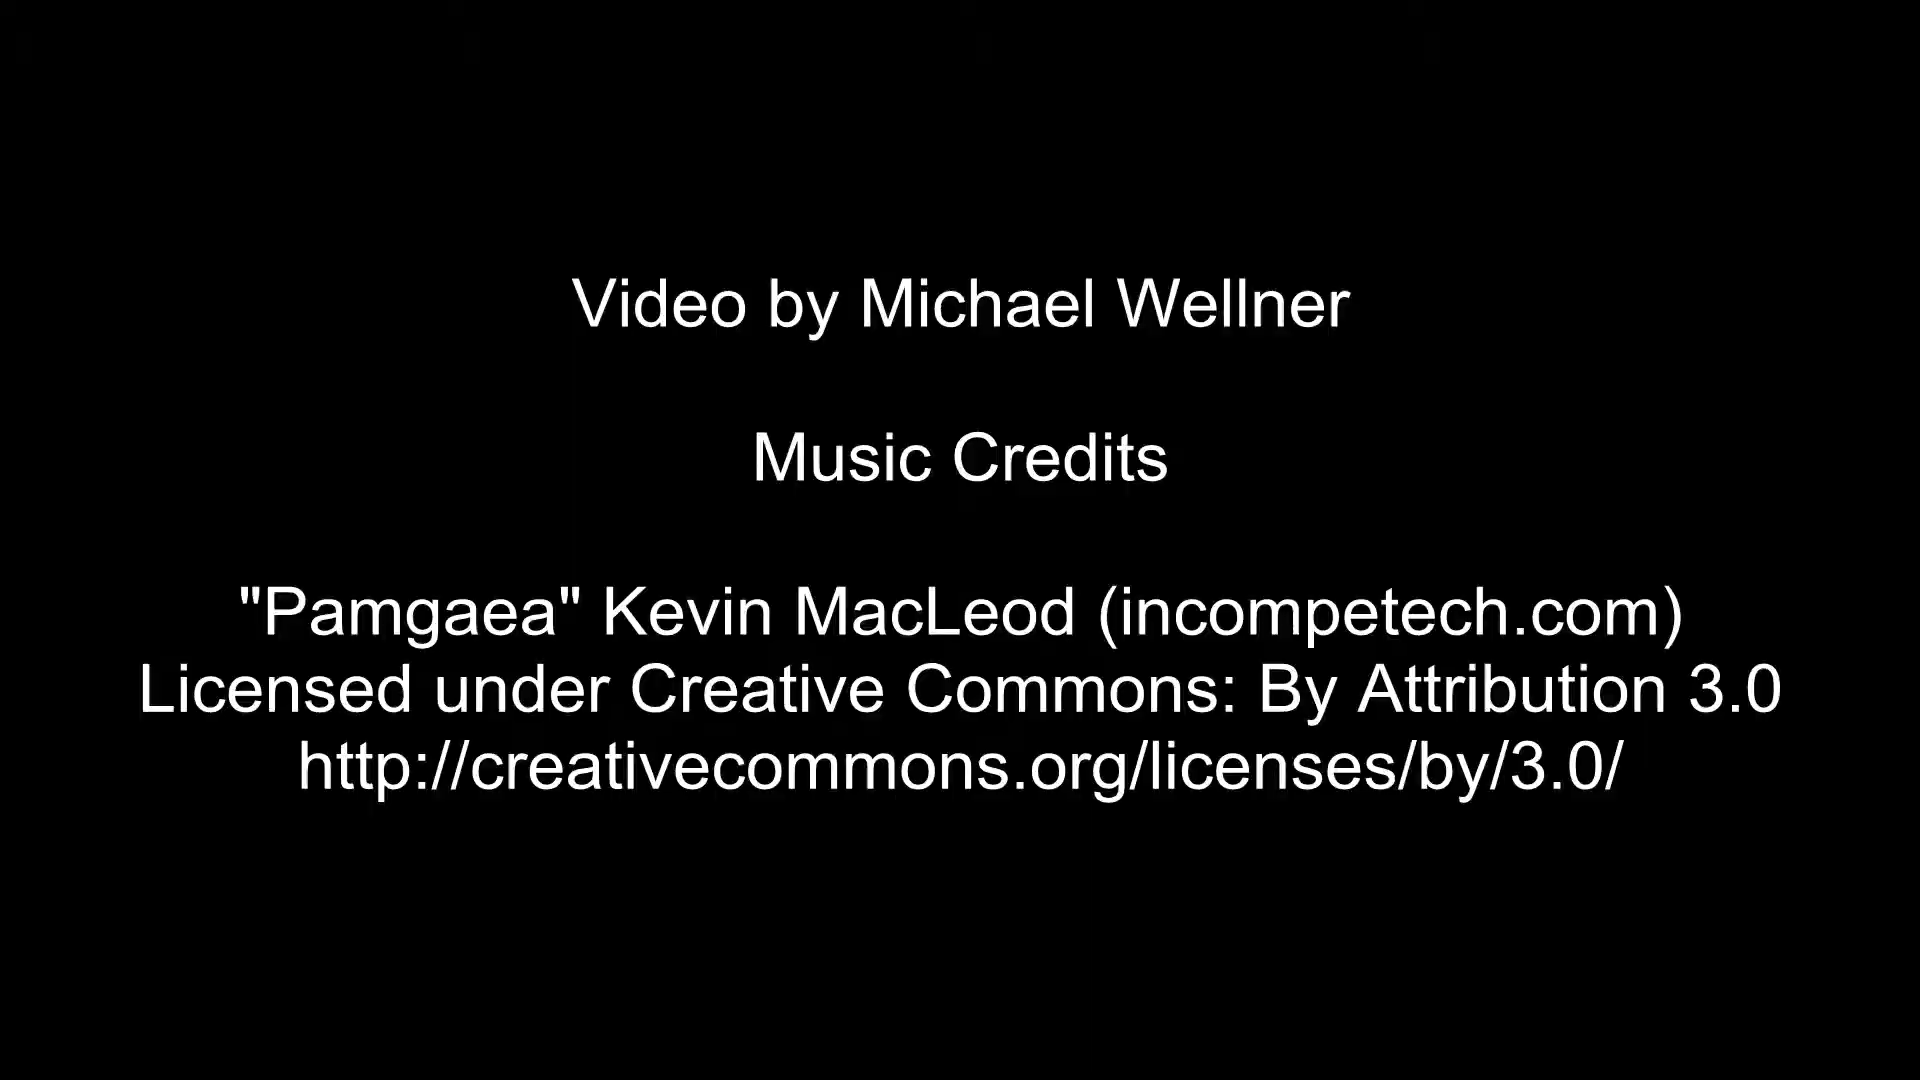 Video by Michael Wellner
Music Credits
"Pamgaea" Kevin MacLeod (incompetech.com)
Licensed under Creative Commons: By Attribution 3.0
http://creativecommons.org/licenses/by/3.0/